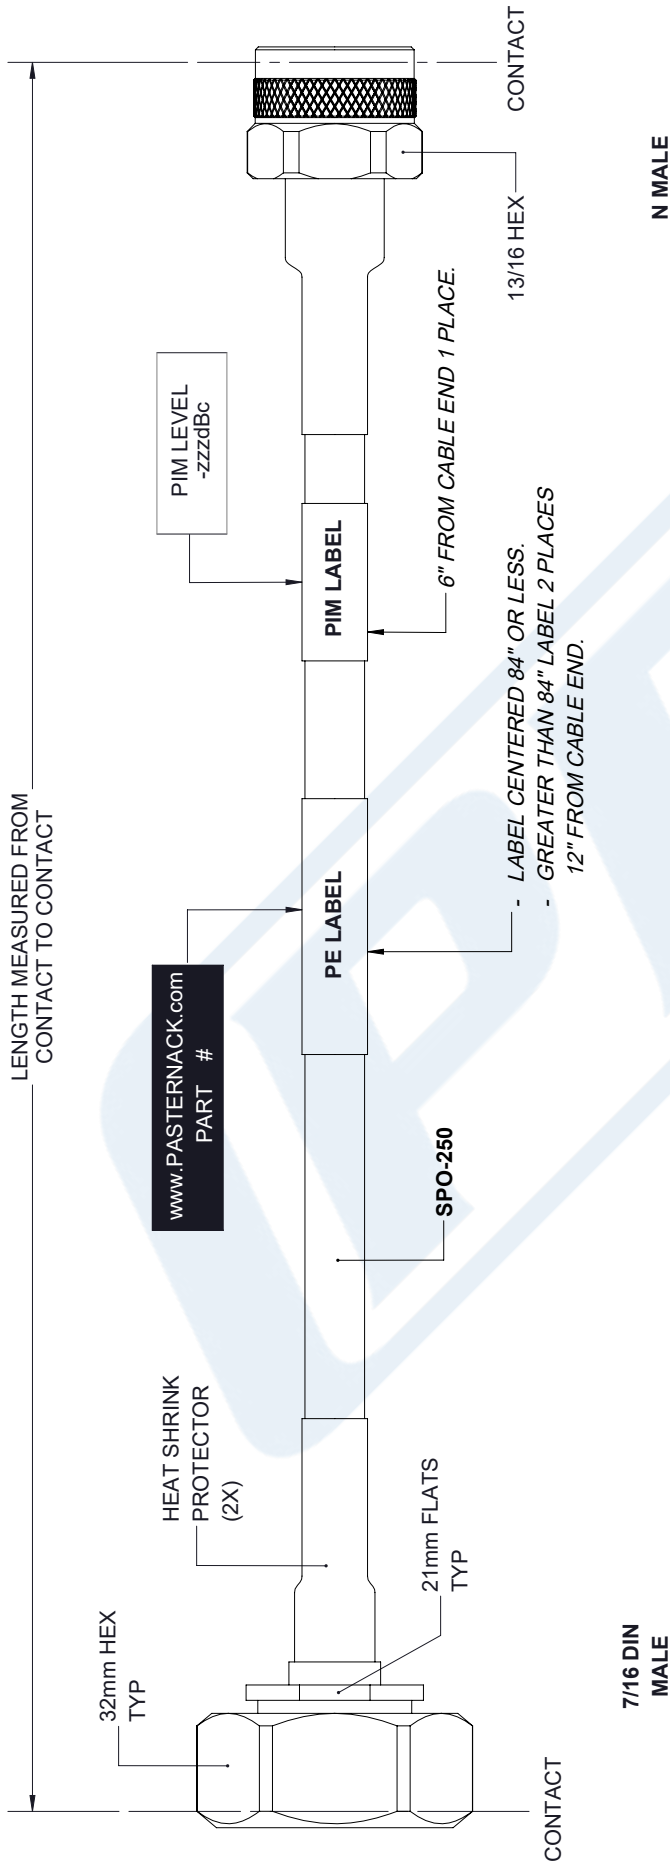 LENGTH MEASURED FROM
CONTACT TO CONTACT
32mm HEX
TYP
HEAT SHRINK
PROTECTOR
(2X)
www.PASTERNACK.com
PART #
PIM LEVEL
-zzzdBc
PE LABEL
PIM LABEL
21mm FLATS
TYP
SPO-250
- LABEL CENTERED 84" OR LESS.
- GREATER THAN 84" LABEL 2 PLACES
12" FROM CABLE END.
6" FROM CABLE END 1 PLACE.
13/16 HEX
CONTACT
CONTACT
7/16 DIN
MALE
N MALE